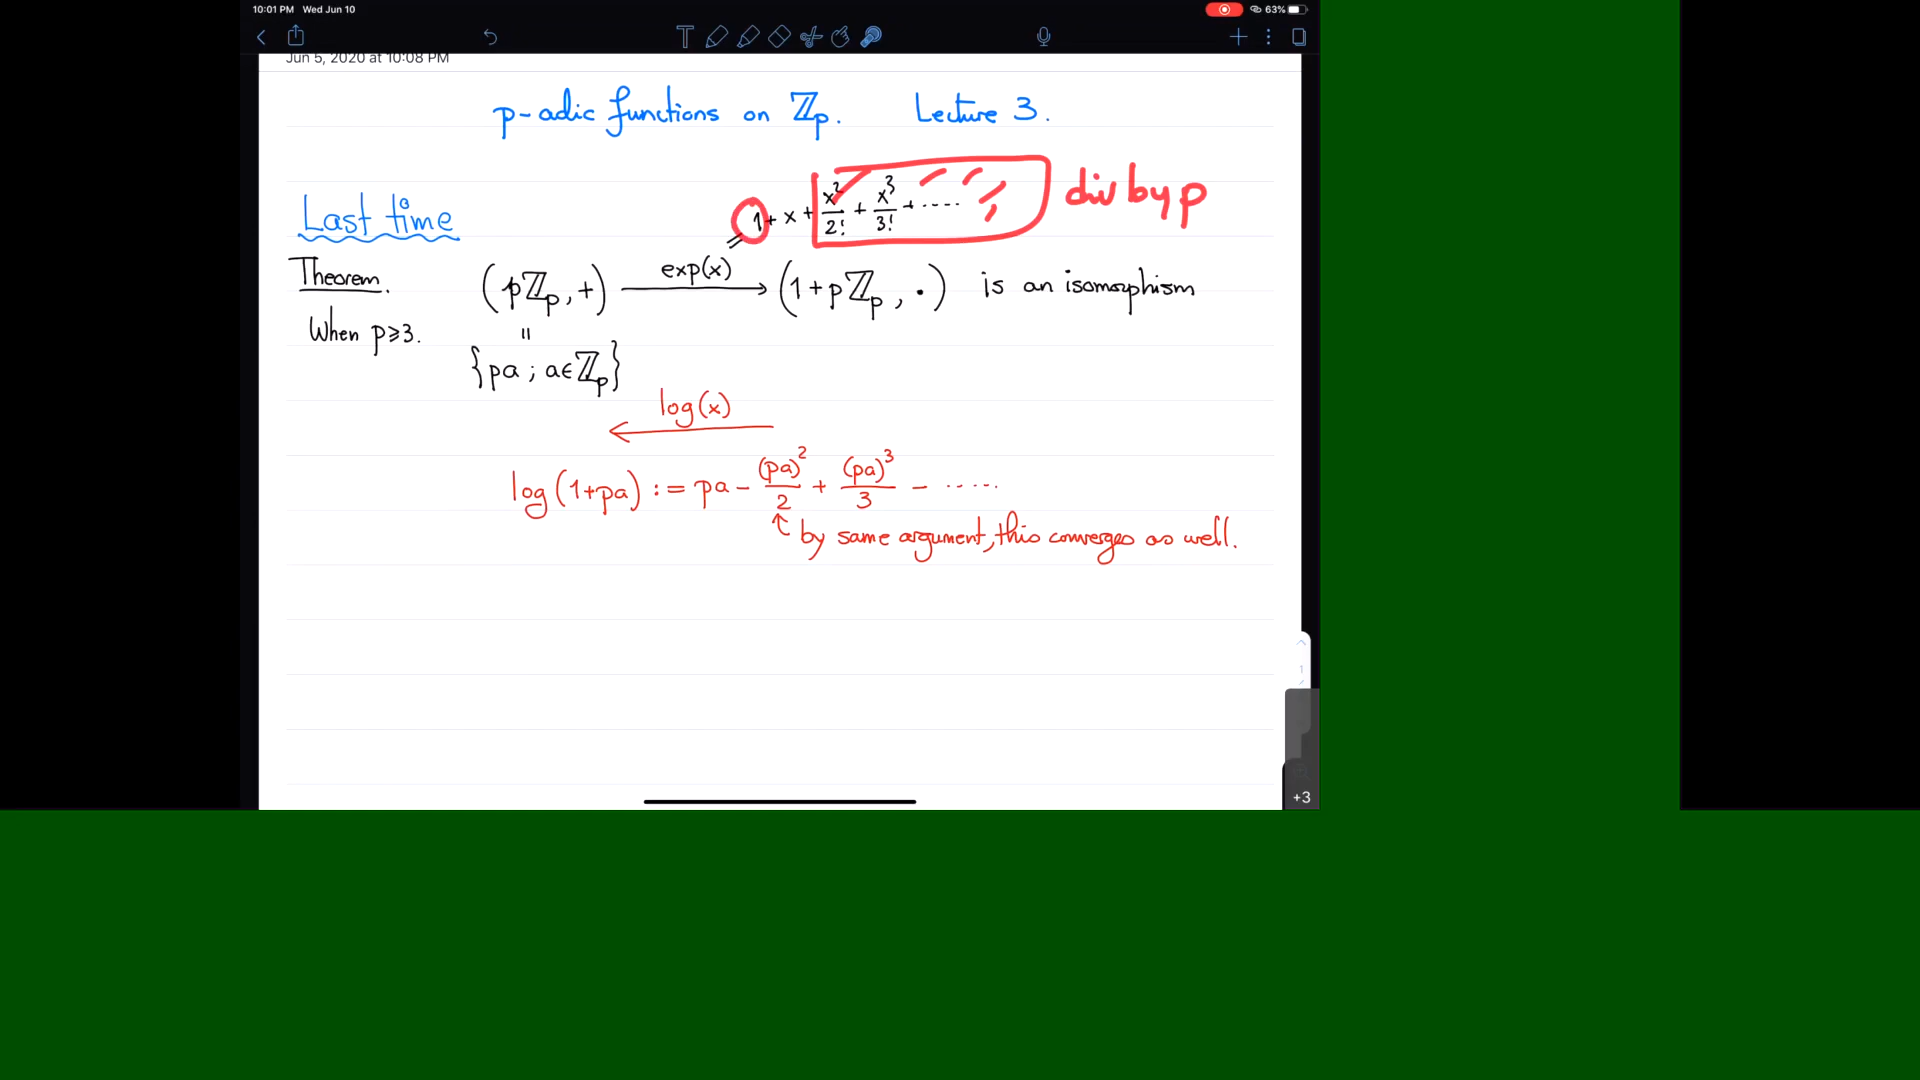 10:01 PM Wed Jun 10
63%
Jun 5, 2020 at 10:08 PM
p-adic functions on ℤp. Lecture 3.
Last time
= 1 + x + x²/2! + x³/3! + ..... div by p
Theorem. (pℤp, +) exp(x) → (1+pℤp, ·) is an isomorphism
When p≥3. =
{pa ; a∈ℤp}
log(x)
←
log(1+pa) := pa - (pa)²/2 + (pa)³/3 - .....
↑ by same argument, this converges as well.
1
+3